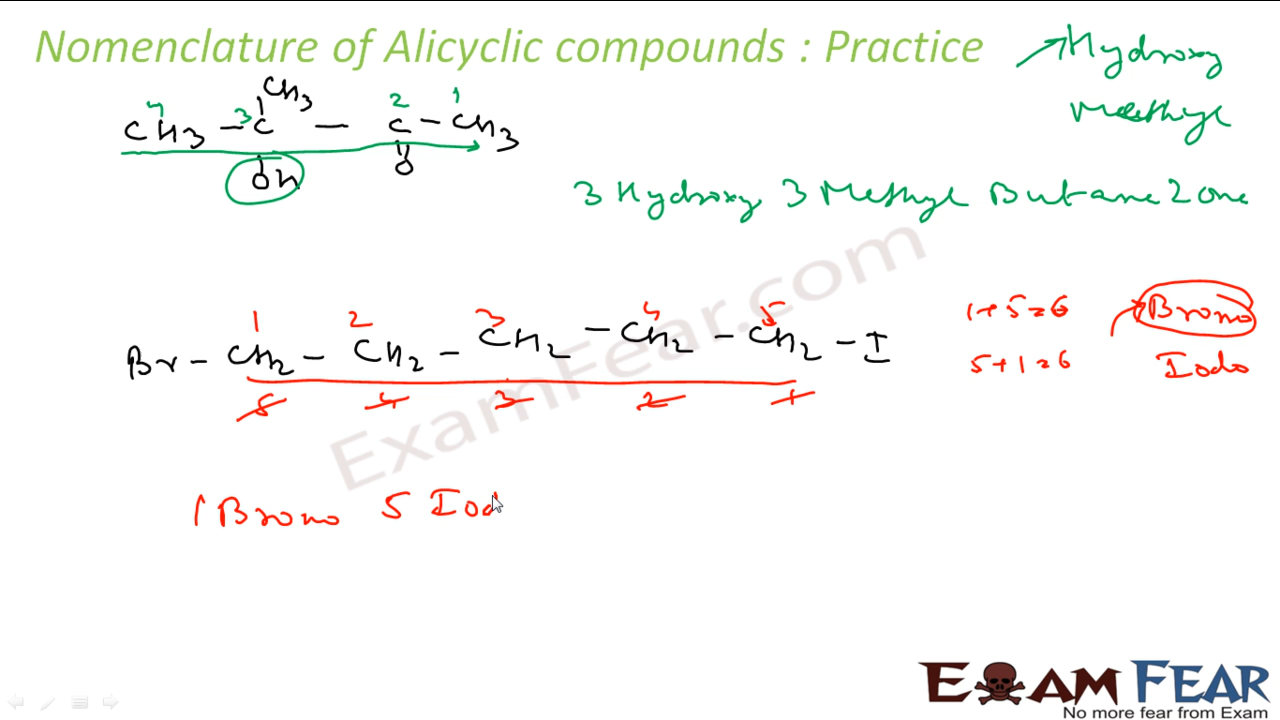 Nomenclature of Alicyclic compounds : Practice
Hydroxy
Methyl
CH3
4 3 2 1
CH3 – C – C – CH3
OH O
3 Hydroxy 3 Methyl Butane 2 one
ExamFear.com
1 2 3 4 5
Br – CH2 – CH2 – CH2 – CH2 – CH2 – I
5 4 3 2 1
1+5=6 Bromo
5+1=6 Iodo
1 Bromo 5 Iod
EXAM FEAR
No more fear from Exam